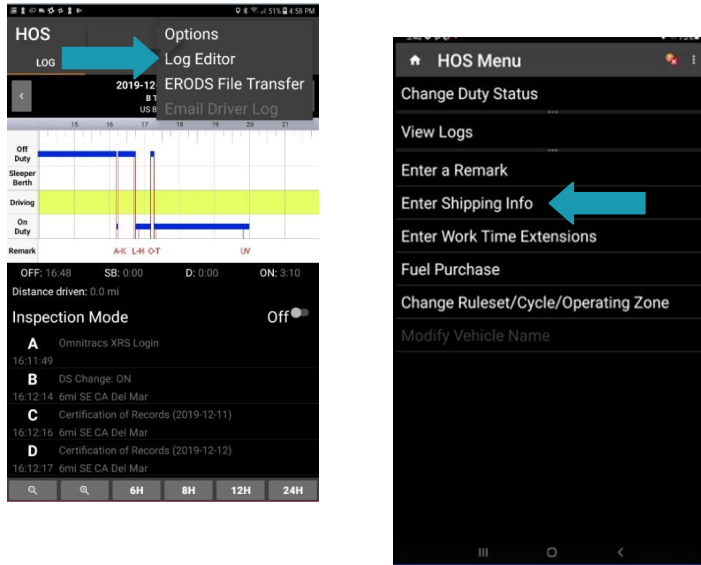 51% 4:58 PM
HOS
Options
LOG
Log Editor
ERODS File Transfer
Email Driver Log
2019-12
B T
US 8
15 16 17 18 19 20 21
Off
Duty
Sleeper
Berth
Driving
On
Duty
Remark
A-K L-N O-T UV
OFF: 16:48 SB: 0:00 D: 0:00 ON: 3:10
Distance driven: 0.0 mi
Inspection Mode Off
A Omnitracs XRS Login
16:11:49
B DS Change: ON
16:12:14 6mi SE CA Del Mar
C Certification of Records (2019-12-11)
16:12:16 6mi SE CA Del Mar
D Certification of Records (2019-12-12)
16:12:17 6mi SE CA Del Mar
6H 8H 12H 24H
HOS Menu
Change Duty Status
View Logs
Enter a Remark
Enter Shipping Info
Enter Work Time Extensions
Fuel Purchase
Change Ruleset/Cycle/Operating Zone
Modify Vehicle Name